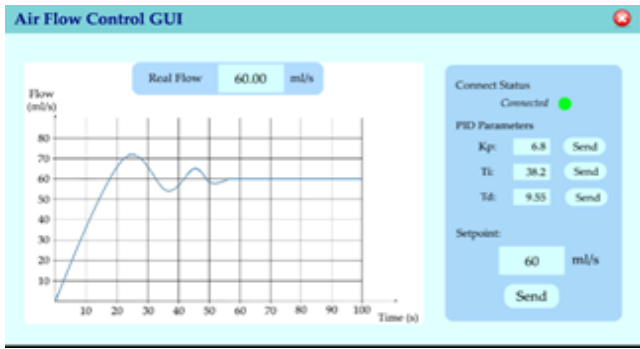 Air Flow Control GUI
Real Flow 60.00 ml/s
Flow
(ml/s)
80
70
60
50
40
30
20
10
10 20 30 40 50 60 70 80 90 100
Time (s)
Connect Status
Connected
PID Parameters
Kp: 6.8 Send
Ti: 38.2 Send
Td: 9.55 Send
Setpoint:
60 ml/s
Send